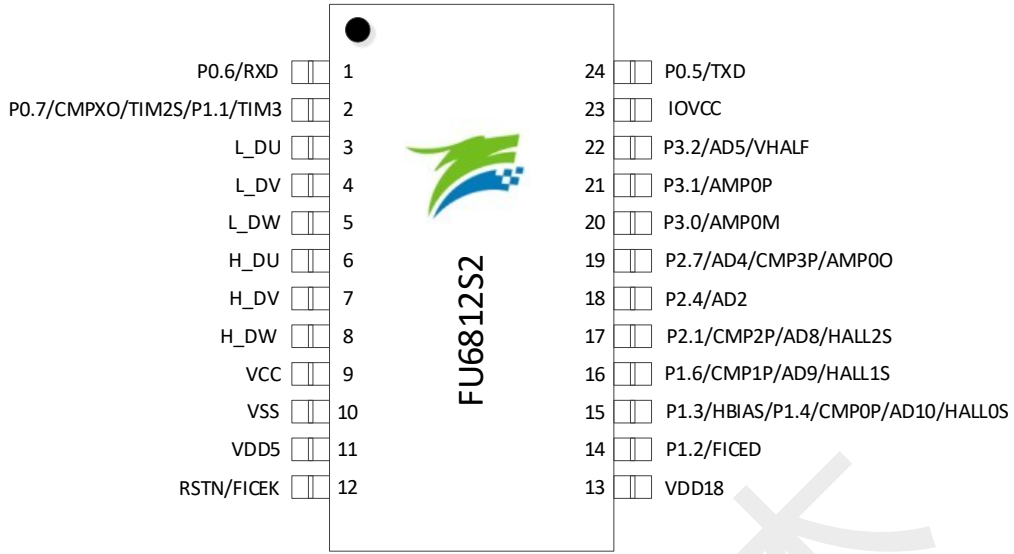 P0.6/RXD 1 24 P0.5/TXD
P0.7/CMPXO/TIM2S/P1.1/TIM3 2 23 IOVCC
L_DU 3 22 P3.2/AD5/VHALF
L_DV 4 21 P3.1/AMP0P
L_DW 5 20 P3.0/AMP0M
H_DU 6 19 P2.7/AD4/CMP3P/AMP0O
H_DV 7 18 P2.4/AD2
H_DW 8 17 P2.1/CMP2P/AD8/HALL2S
VCC 9 16 P1.6/CMP1P/AD9/HALL1S
VSS 10 15 P1.3/HBIAS/P1.4/CMP0P/AD10/HALL0S
VDD5 11 14 P1.2/FICED
RSTN/FICEK 12 13 VDD18
FU6812S2